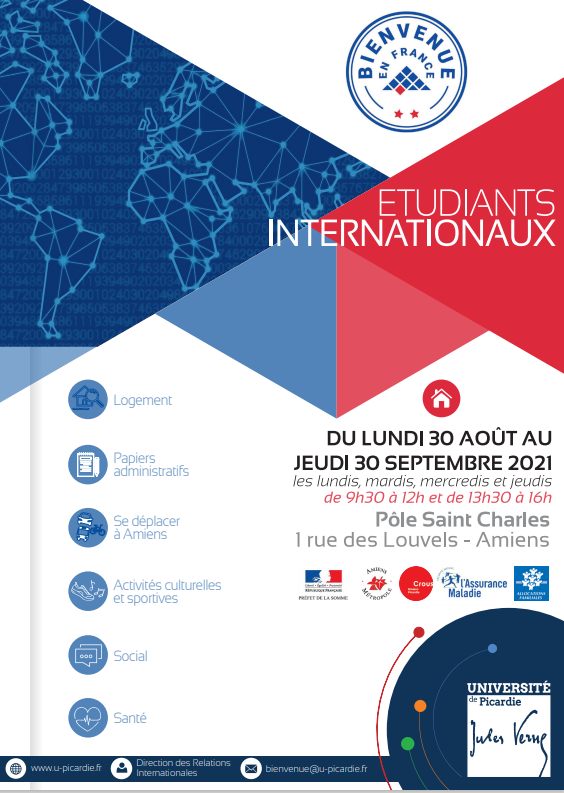 BIENVENUE
EN FRANCE
ETUDIANTS
INTERNATIONAUX
Logement
Papiers
administratifs
Se déplacer
à Amiens
Activités culturelles
et sportives
Social
Santé
DU LUNDI 30 AOÛT AU
JEUDI 30 SEPTEMBRE 2021
les lundis, mardis, mercredis et jeudis
de 9h30 à 12h et de 13h30 à 16h
Pôle Saint Charles
1 rue des Louvels - Amiens
RÉPUBLIQUE FRANÇAISE
PRÉFET DE LA SOMME
AMIENS
MÉTROPOLE
Crous
l'Assurance
Maladie
ALLOCATIONS
FAMILIALES
UNIVERSITÉ
de Picardie
Jules Verne
www.u-picardie.fr
Direction des Relations
Internationales
bienvenue@u-picardie.fr